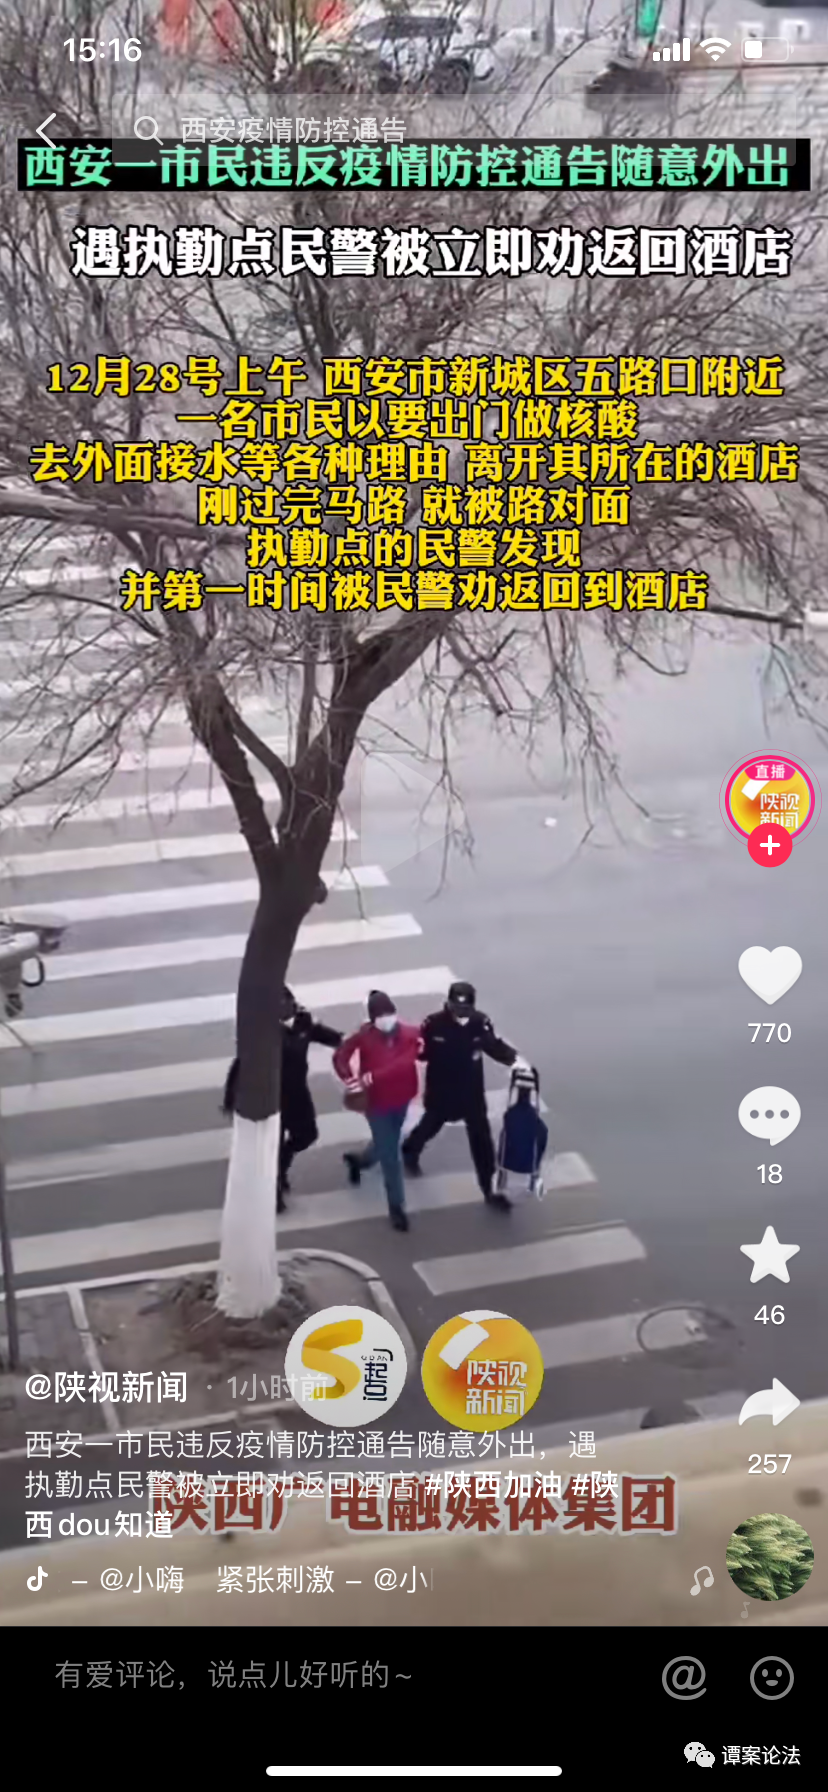 15:16
西安疫情防控通告
西安一市民违反疫情防控通告随意外出
遇执勤点民警被立即劝返回酒店
12月28号上午 西安市新城区五路口附近
一名市民以要出门做核酸
去外面接水等各种理由 离开其所在的酒店
刚过完马路 就被路对面
执勤点的民警发现
并第一时间被民警劝返回到酒店
直播
陕视
新闻
770
18
46
257
起点
陕视
新闻
@陕视新闻 · 1小时前
西安一市民违反疫情防控通告随意外出，遇
执勤点民警被立即劝返回酒店 #陕西加油 #陕
西dou知道
陕西广电融媒体集团
– @小嗨 紧张刺激 – @小
有爱评论，说点儿好听的~
谭案论法